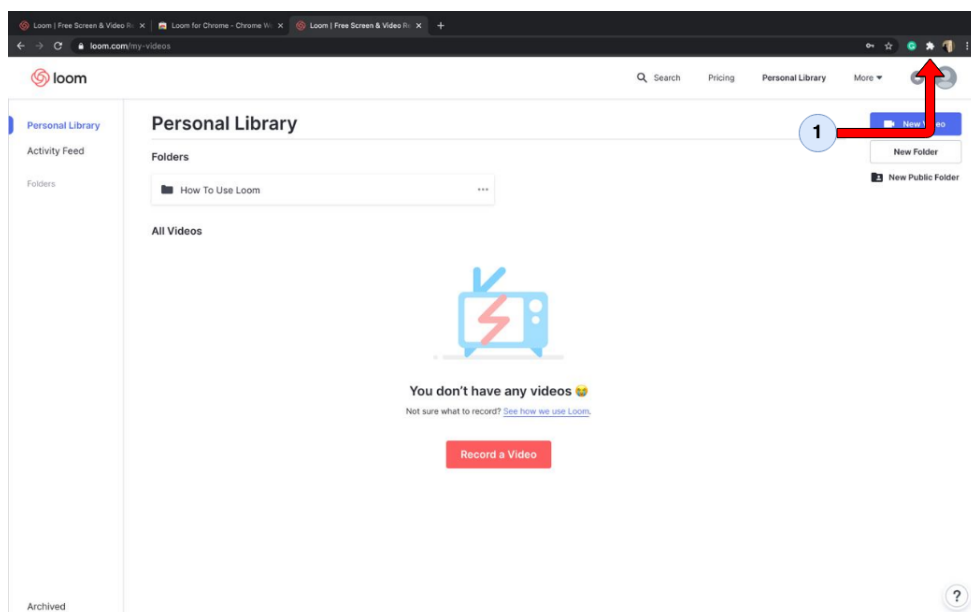 Loom | Free Screen & Video Re
Loom for Chrome - Chrome We
Loom | Free Screen & Video Re
loom.com/my-videos
loom
Search
Pricing
Personal Library
More
Personal Library
Activity Feed
Folders
Personal Library
1
New Video
New Folder
New Public Folder
Folders
How To Use Loom
All Videos
You don't have any videos 😂
Not sure what to record? See how we use Loom.
Record a Video
Archived
?